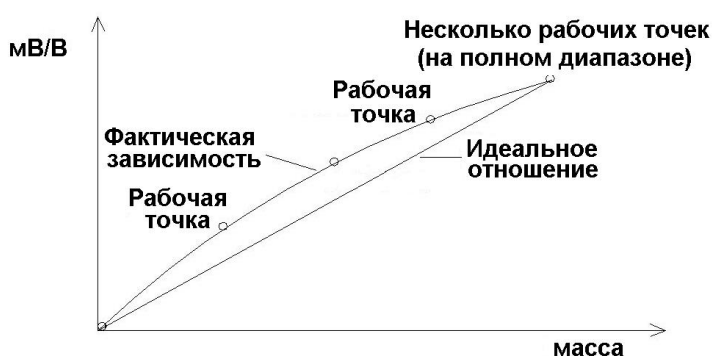 Несколько рабочих точек
(на полном диапазоне)
мВ/В
Рабочая
точка
Фактическая
зависимость
Идеальное
отношение
Рабочая
точка
масса